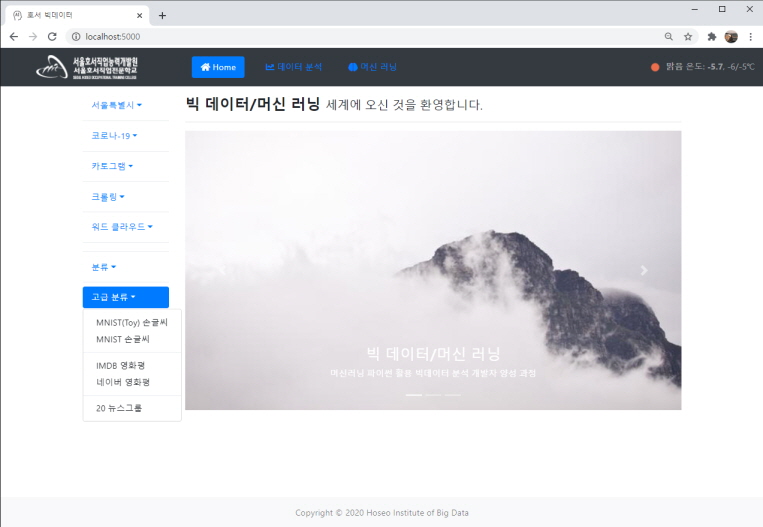 호서 빅데이터
localhost:5000
서울호서직업능력개발원
서울호서직업전문학교
Home
데이터 분석
머신 러닝
맑음 온도: -5.7, -6/-5℃
서울특별시
코로나-19
카토그램
크롤링
워드 클라우드
분류
고급 분류
MNIST(Toy) 손글씨
MNIST 손글씨
IMDB 영화평
네이버 영화평
20 뉴스그룹
빅 데이터/머신 러닝 세계에 오신 것을 환영합니다.
빅 데이터/머신 러닝
머신러닝 파이썬 활용 빅데이터 분석 개발자 양성 과정
Copyright © 2020 Hoseo Institute of Big Data